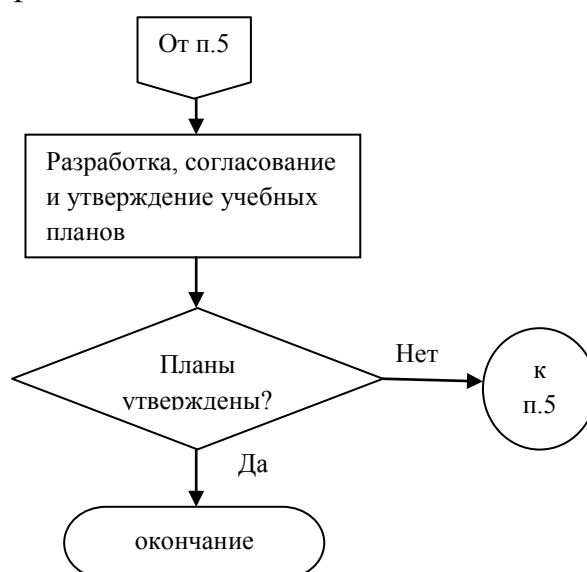 От п.5
Разработка, согласование
и утверждение учебных
планов
Планы
утверждены?
Нет
к
п.5
Да
окончание